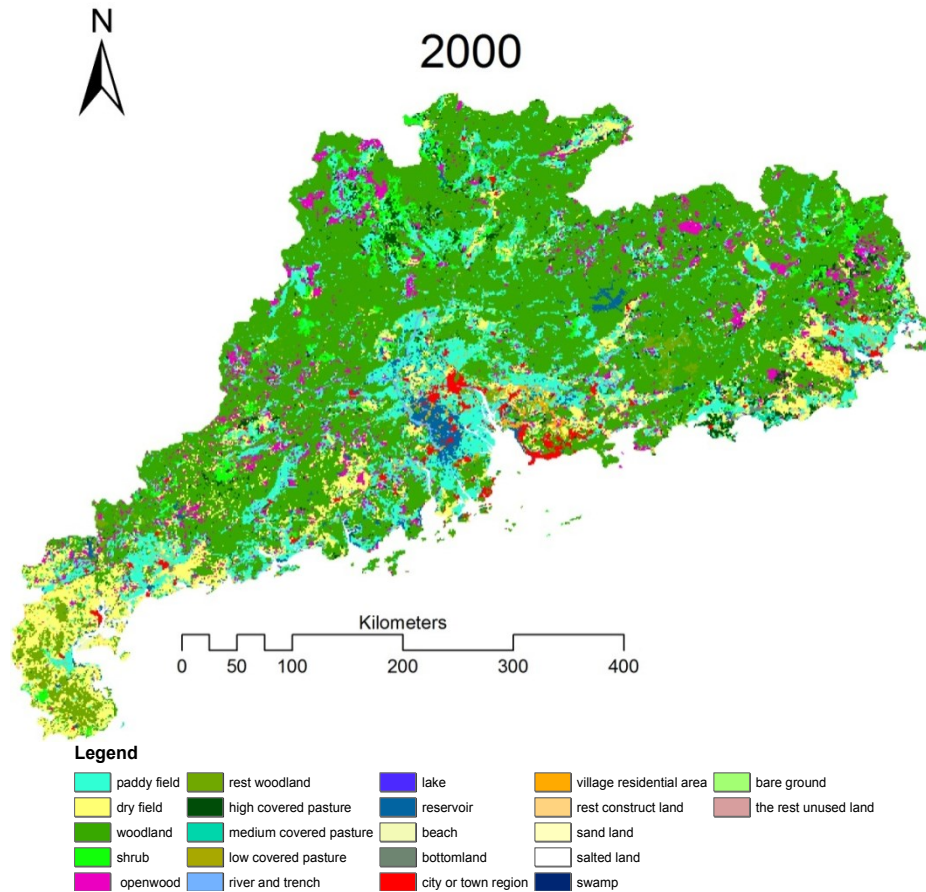 N
2000
Kilometers
0 50 100 200 300 400
Legend
paddy field
dry field
woodland
shrub
openwood
rest woodland
high covered pasture
medium covered pasture
low covered pasture
river and trench
lake
reservoir
beach
bottomland
city or town region
village residential area
rest construct land
sand land
salted land
swamp
bare ground
the rest unused land